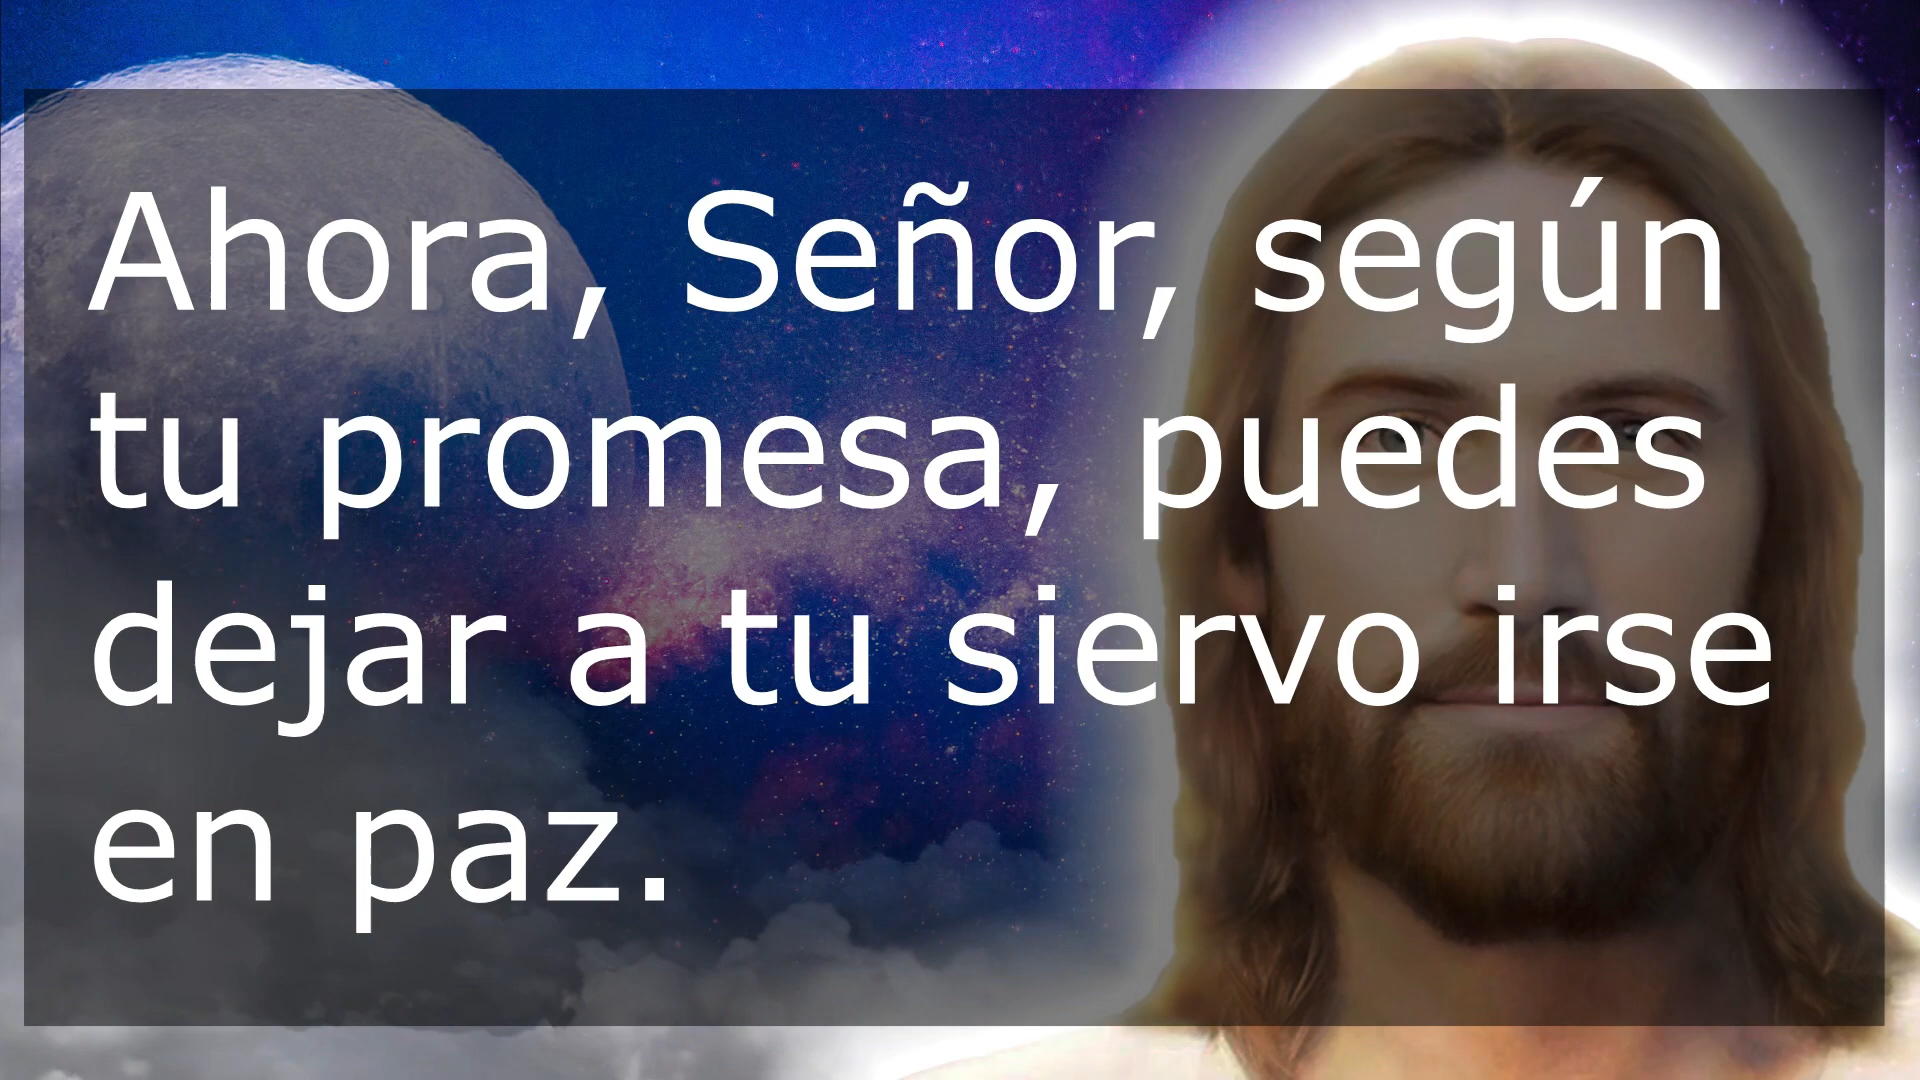 Ahora, Señor, según
tu promesa, puedes
dejar a tu siervo irse
en paz.